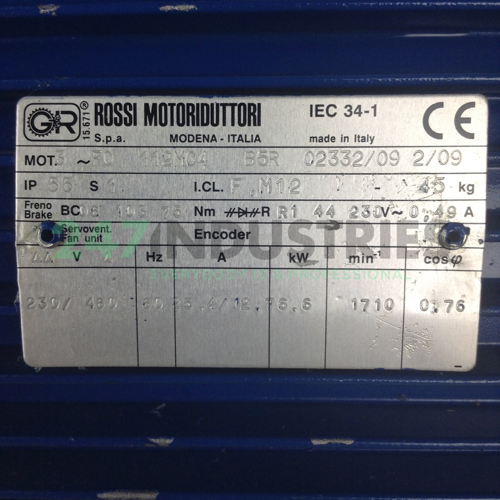 GR
15.671 ®
ROSSI MOTORIDUTTORI
S.p.a. MODENA - ITALIA
IEC 34-1
made in Italy
CE
MOT. 3 ~ 112M04 B5R 02332/09 2/09
IP 55 S1 I.CL. F,M12 - 45 kg
Freno
Brake BC 06 Nm R R1 44 230 V~ 0.49 A
Servovent.
Fan unit Encoder
V Hz A kW min⁻¹ cosφ
230/ 460 60 1710 0,76
INDUSTRIES